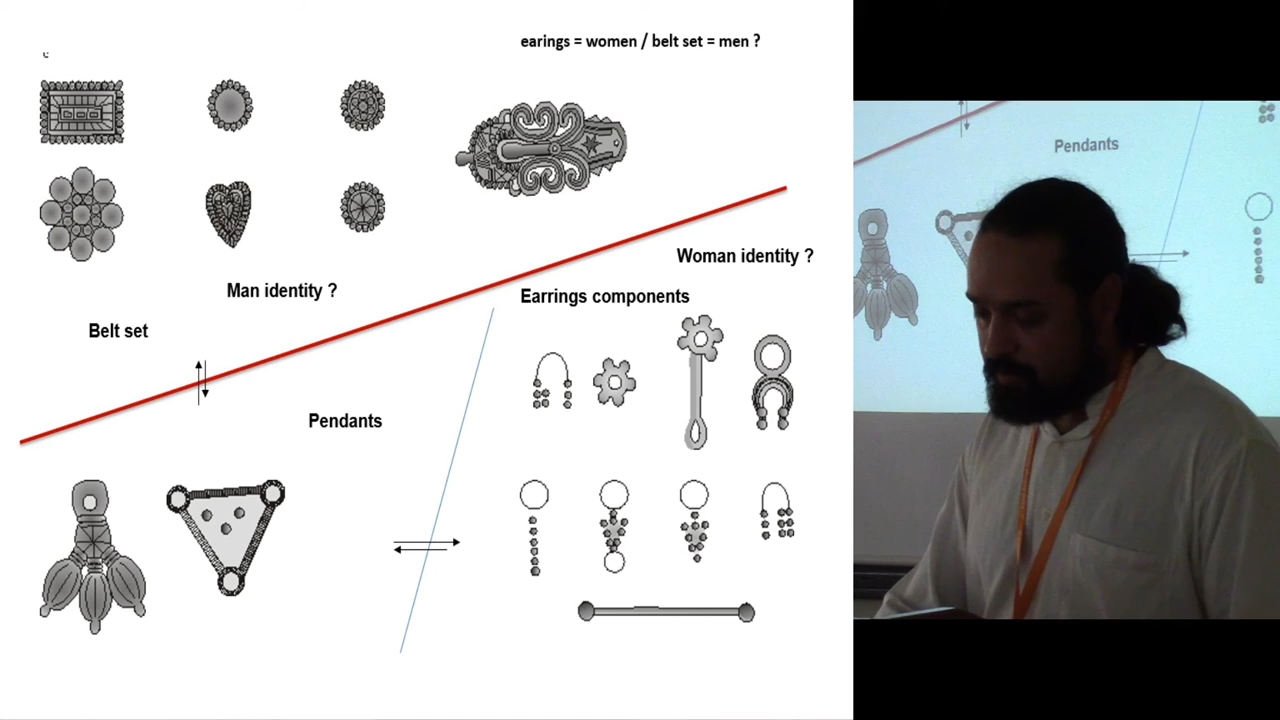 c
earings = women / belt set = men ?
Woman identity ?
Man identity ?
Earrings components
Belt set
Pendants
Pendants